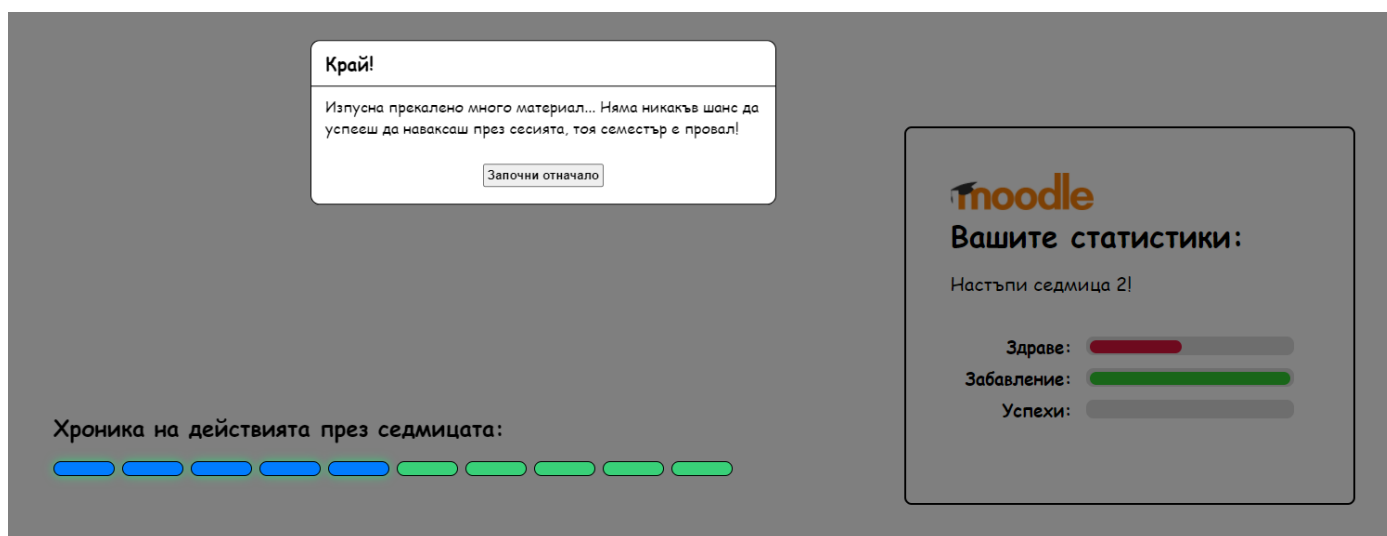 Край!
Изпусна прекалено много материал... Няма никакъв шанс да
успееш да наваксаш през сесията, тоя семестър е провал!
Започни отначало
moodle
Вашите статистики:
Настъпи седмица 2!
Здраве:
Забавление:
Успехи:
Хроника на действията през седмицата: